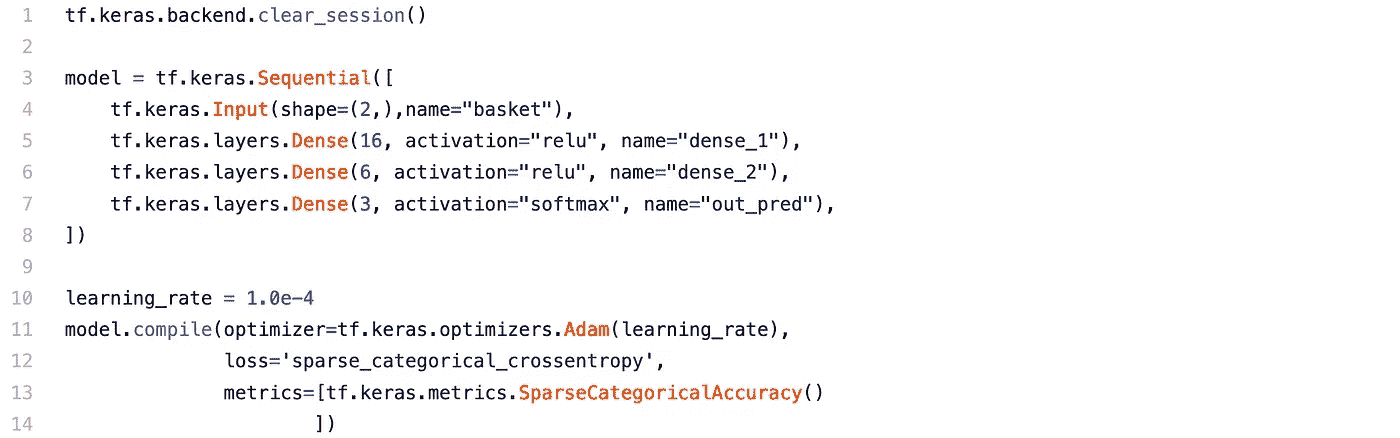 1 tf.keras.backend.clear_session()
2
3 model = tf.keras.Sequential([
4     tf.keras.Input(shape=(2,),name="basket"),
5     tf.keras.layers.Dense(16, activation="relu", name="dense_1"),
6     tf.keras.layers.Dense(6, activation="relu", name="dense_2"),
7     tf.keras.layers.Dense(3, activation="softmax", name="out_pred"),
8 ])
9
10 learning_rate = 1.0e-4
11 model.compile(optimizer=tf.keras.optimizers.Adam(learning_rate),
12               loss='sparse_categorical_crossentropy',
13               metrics=[tf.keras.metrics.SparseCategoricalAccuracy()
14                       ])